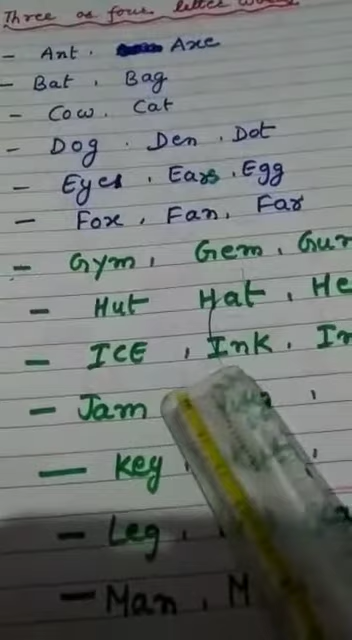 Three or four letter words
- Ant. Axe
- Bat, Bag
- Cow. Cat
- Dog. Den. Dot
- Eyes. Ears. Egg
- Fox, Fan, Far
- Gym, Gem, Gum
- Hut Hat,
- ICE, Ink.
- Jam
- Key
- Leg,
- Man,